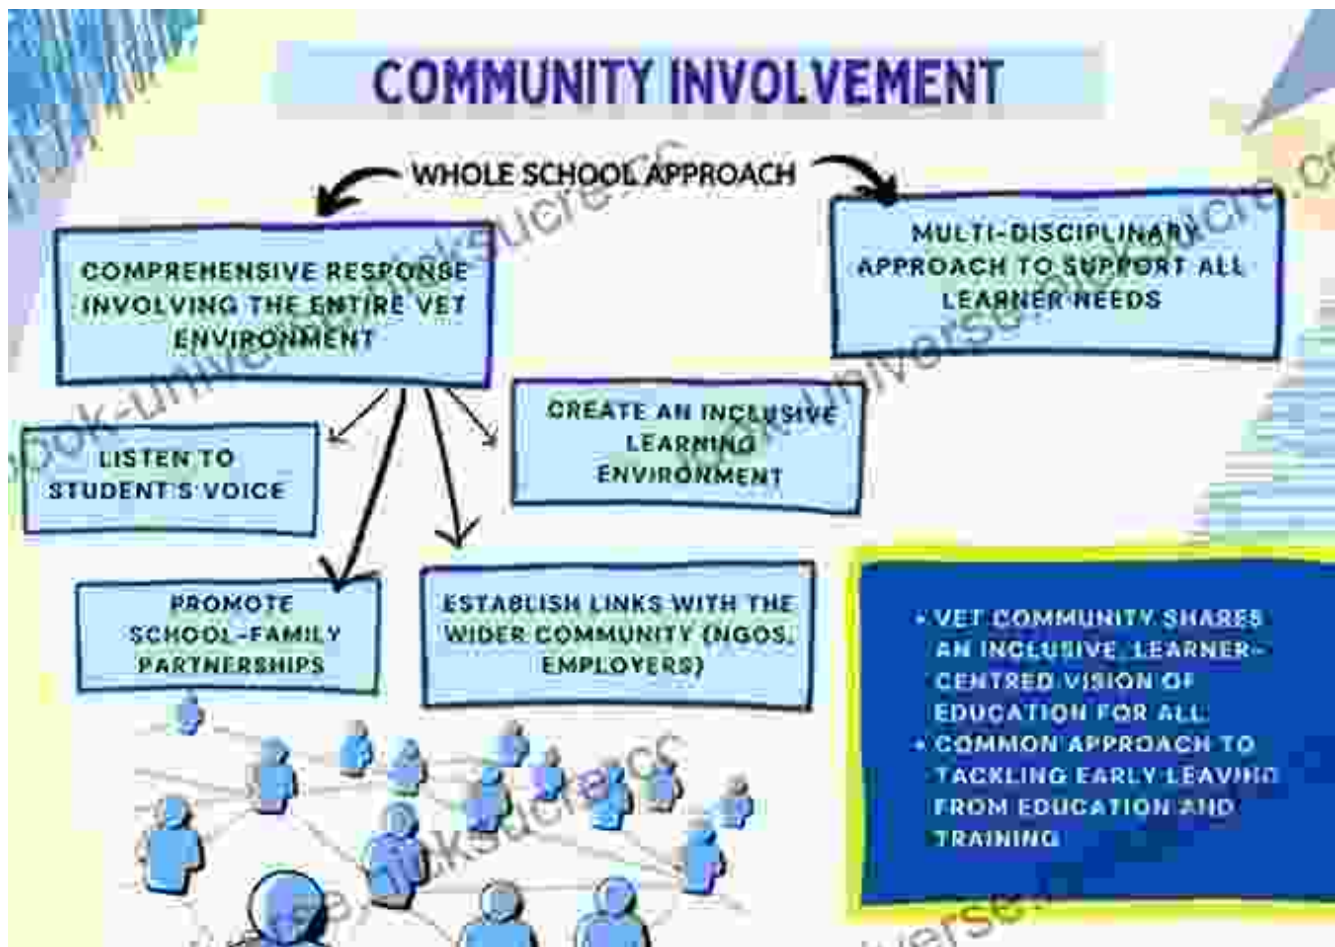 COMMUNITY INVOLVEMENT
WHOLE SCHOOL APPROACH
COMPREHENSIVE RESPONSE
INVOLVING THE ENTIRE VET
ENVIRONMENT
MULTI-DISCIPLINARY
APPROACH TO SUPPORT ALL
LEARNER NEEDS
LISTEN TO
STUDENT'S VOICE
CREATE AN INCLUSIVE
LEARNING
ENVIRONMENT
PROMOTE
SCHOOL-FAMILY
PARTNERSHIPS
ESTABLISH LINKS WITH THE
WIDER COMMUNITY (NGOS,
EMPLOYERS)
• VET COMMUNITY SHARES
AN INCLUSIVE, LEARNER-
CENTRED VISION OF
EDUCATION FOR ALL
• COMMON APPROACH TO
TACKLING EARLY LEAVING
FROM EDUCATION AND
TRAINING